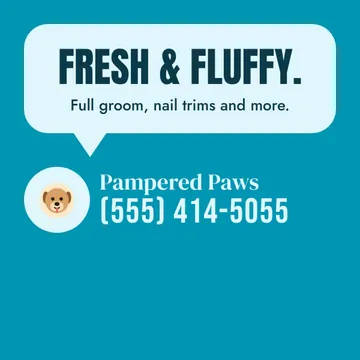 FRESH & FLUFFY.
Full groom, nail trims and more.
Pampered Paws
(555) 414-5055